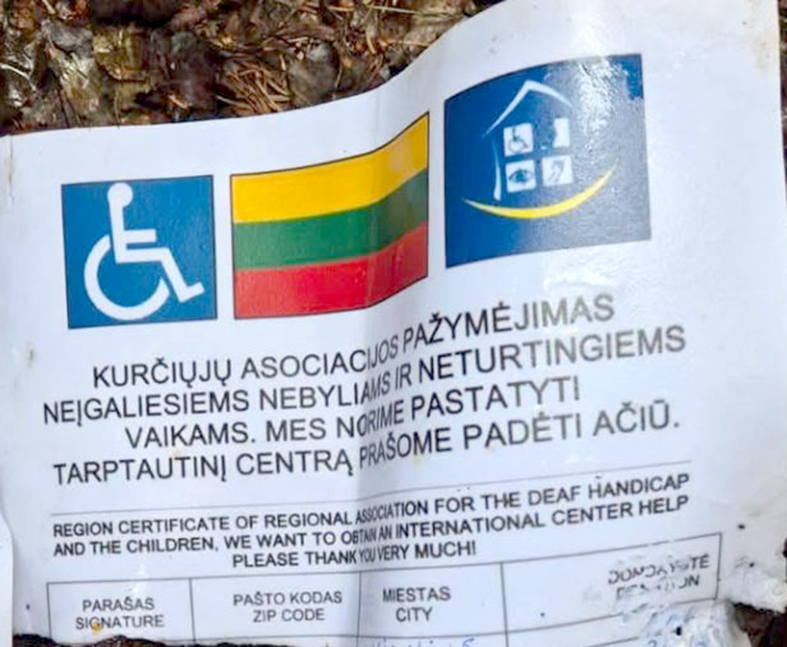 KURČIŲJŲ ASOCIACIJOS PAŽYMĖJIMAS
NEĮGALIESIEMS NEBYLIAMS IR NETURTINGIEMS
VAIKAMS. MES NORIME PASTATYTI
TARPTAUTINĮ CENTRĄ PRAŠOME PADĖTI AČIŪ.
REGION CERTIFICATE OF REGIONAL ASSOCIATION FOR THE DEAF HANDICAP
AND THE CHILDREN, WE WANT TO OBTAIN AN INTERNATIONAL CENTER HELP
PLEASE THANK YOU VERY MUCH!
PARAŠAS
SIGNATURE
PAŠTO KODAS
ZIP CODE
MIESTAS
CITY